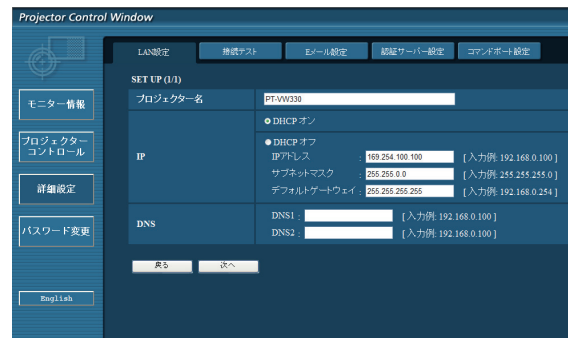 Projector Control Window
LAN設定 接続テスト Eメール設定 認証サーバー設定 コマンドポート設定
SET UP (1/1)
モニター情報
プロジェクター
コントロール
詳細設定
パスワード変更
English
プロジェクター名 PT-VW330
IP
DHCP オン
DHCP オフ
IPアドレス : 169.254.100.100 [ 入力例: 192.168.0.100 ]
サブネットマスク : 255.255.0.0 [ 入力例: 255.255.255.0 ]
デフォルトゲートウェイ : 255.255.255.255 [ 入力例: 192.168.0.254 ]
DNS
DNS1 : [ 入力例: 192.168.0.100 ]
DNS2 : [ 入力例: 192.168.0.100 ]
戻る 次へ